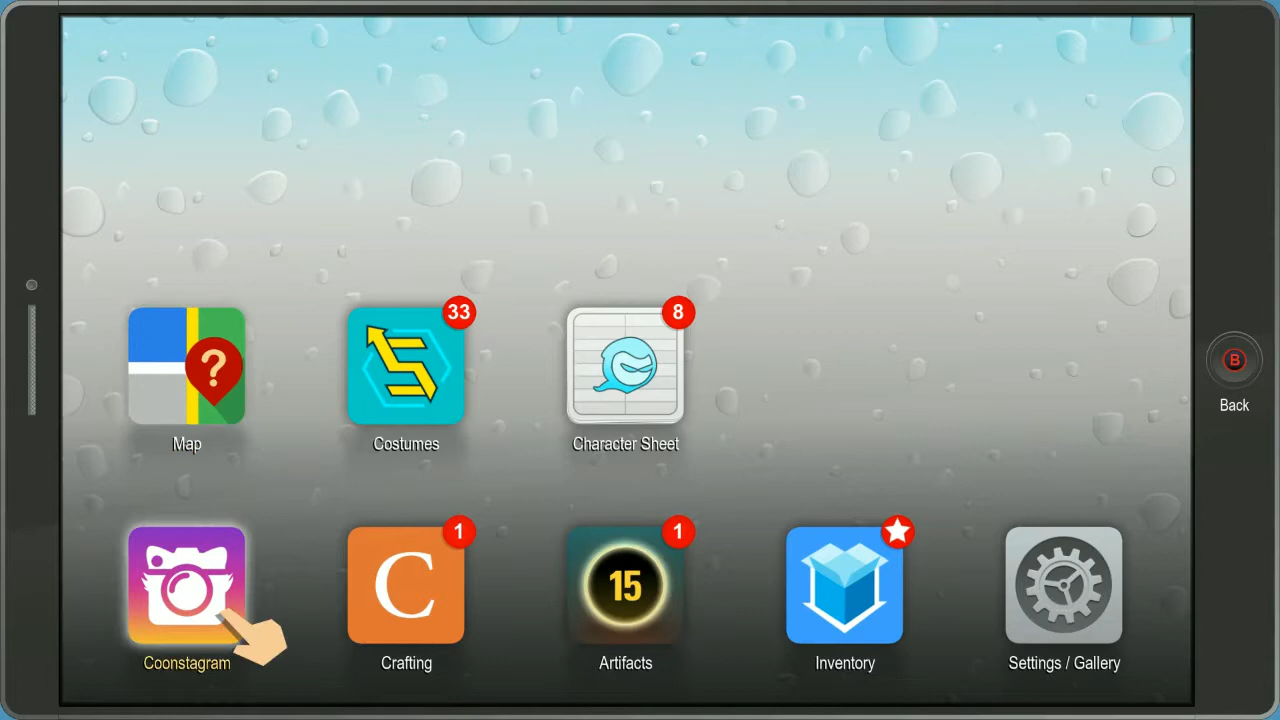 33
8
?
Map
Costumes
Character Sheet
B
Back
1
1
C
15
Coonstagram
Crafting
Artifacts
Inventory
Settings / Gallery